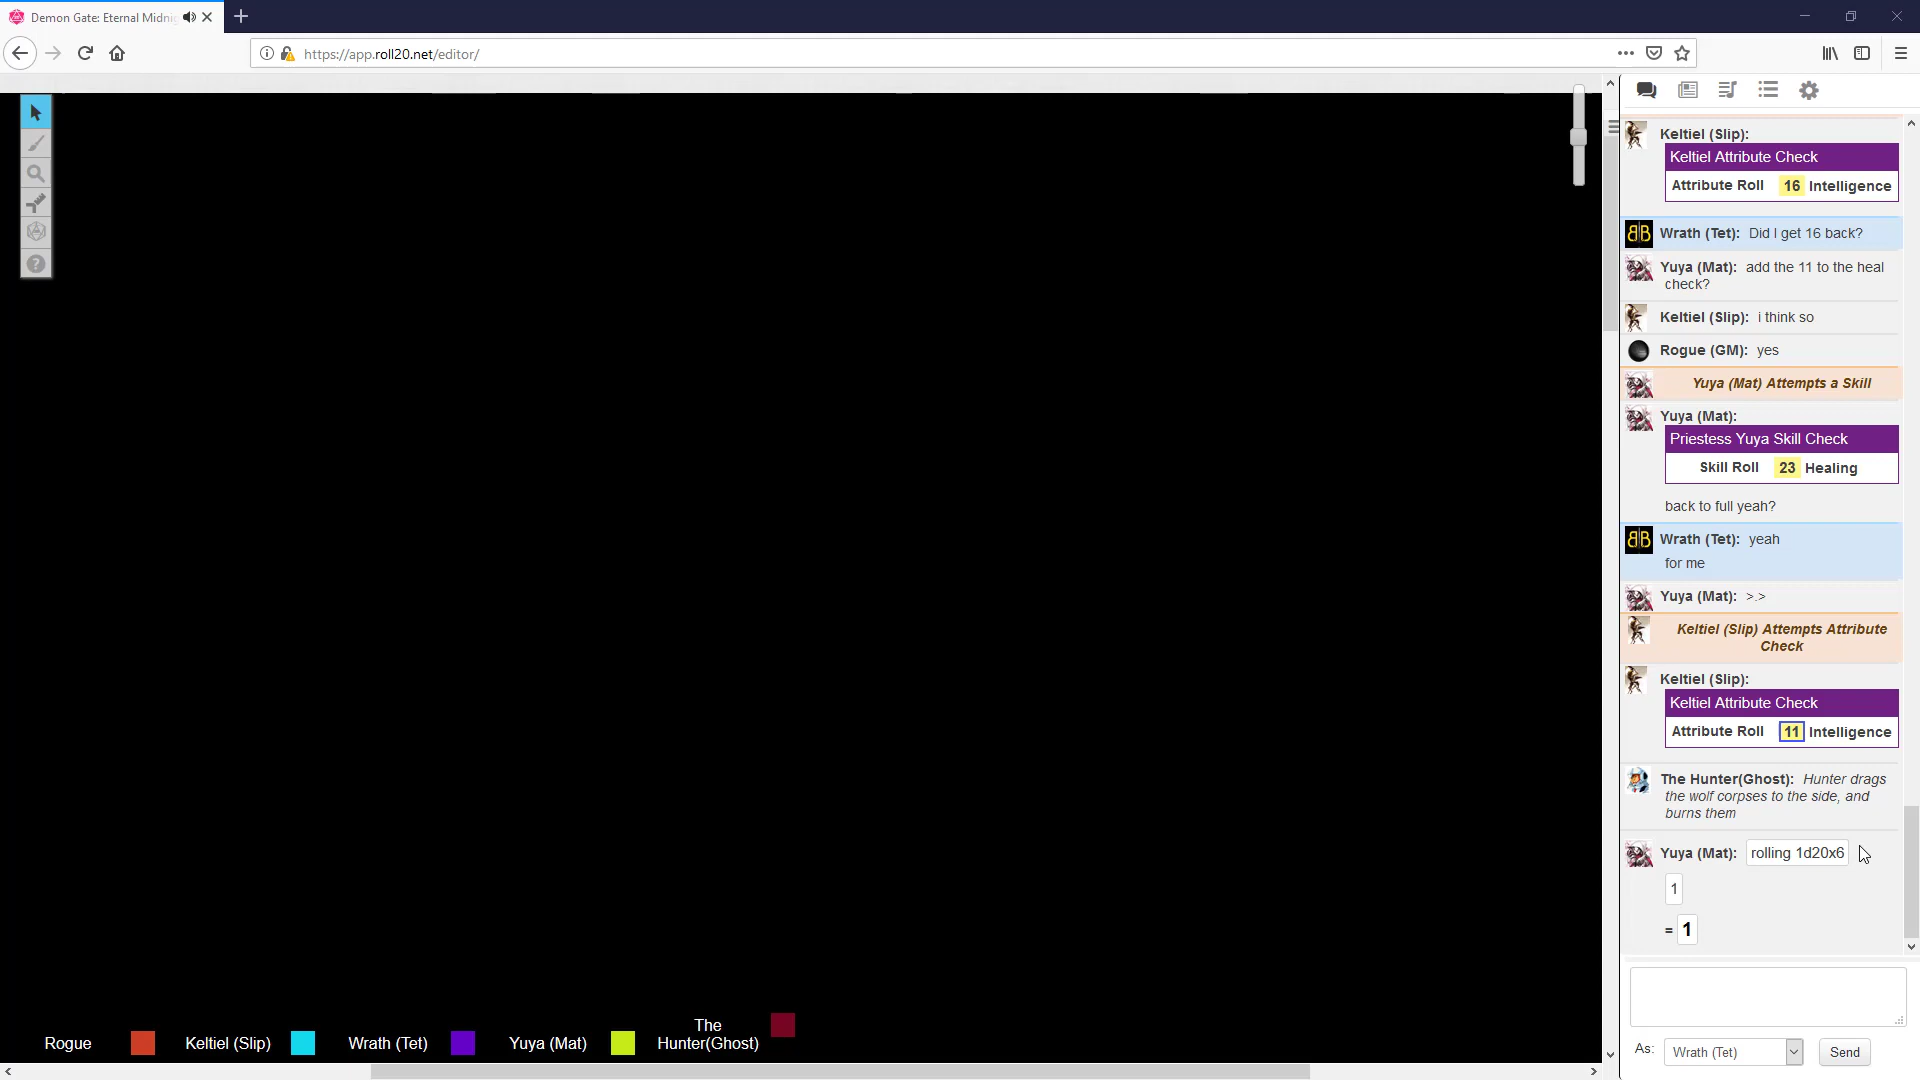 Demon Gate: Eternal Midni
https://app.roll20.net/editor/
Keltiel (Slip):
Keltiel Attribute Check
Attribute Roll 16 Intelligence
Wrath (Tet): Did I get 16 back?
Yuya (Mat): add the 11 to the heal
check?
Keltiel (Slip): i think so
Rogue (GM): yes
Yuya (Mat) Attempts a Skill
Yuya (Mat):
Priestess Yuya Skill Check
Skill Roll 23 Healing
back to full yeah?
Wrath (Tet): yeah
for me
Yuya (Mat): >.>
Keltiel (Slip) Attempts Attribute
Check
Keltiel (Slip):
Keltiel Attribute Check
Attribute Roll 11 Intelligence
The Hunter(Ghost): Hunter drags
the wolf corpses to the side, and
burns them
Yuya (Mat): rolling 1d20x6
1
= 1
As: Wrath (Tet) Send
Rogue
Keltiel (Slip)
Wrath (Tet)
Yuya (Mat)
The
Hunter(Ghost)